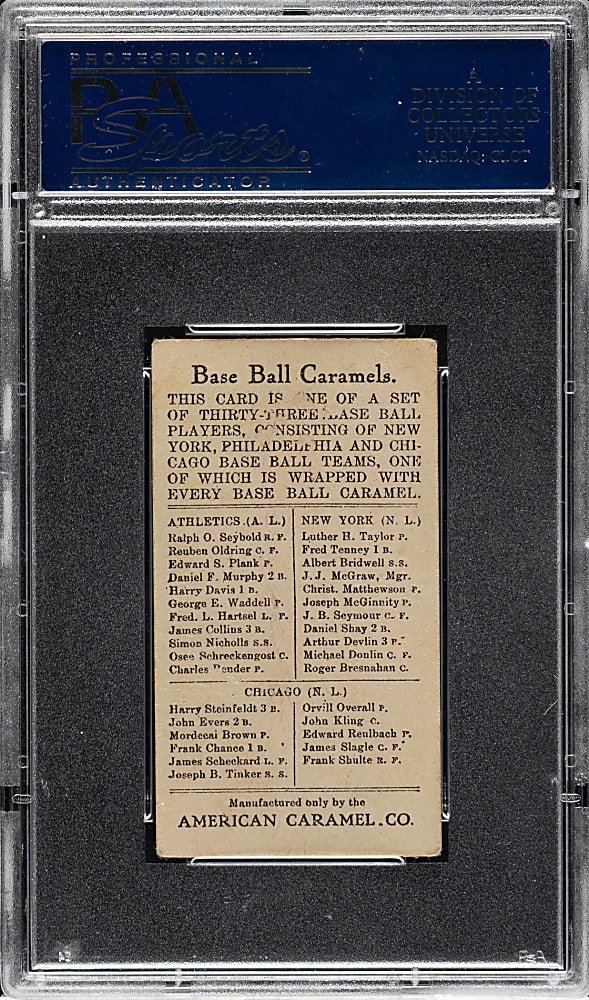 PROFESSIONAL
PSA
Sports®
AUTHENTICATOR
A
DIVISION OF
COLLECTORS
UNIVERSE
NASDAQ: CLCT
Base Ball Caramels.
THIS CARD IS ONE OF A SET
OF THIRTY-THREE BASE BALL
PLAYERS, CONSISTING OF NEW
YORK, PHILADELPHIA AND CHI-
CAGO BASE BALL TEAMS, ONE
OF WHICH IS WRAPPED WITH
EVERY BASE BALL CARAMEL.
ATHLETICS (A. L.)
Ralph O. Seybold R. F.
Reuben Oldring C. F.
Edward S. Plank P.
Daniel F. Murphy 2 B.
Harry Davis 1 B.
George E. Waddell P.
Fred. L. Hartsel L. F.
James Collins 3 B.
Simon Nicholls S.S.
Osee Schreckengost C.
Charles Bender P.
NEW YORK (N. L.)
Luther H. Taylor P.
Fred Tenney 1 B.
Albert Bridwell S.S.
J. J. McGraw, Mgr.
Christ. Matthewson P.
Joseph McGinnity P.
J. B. Seymour C. F.
Daniel Shay 2 B.
Arthur Devlin 3 B.
Michael Donlin C. F.
Roger Bresnahan C.
CHICAGO (N. L.)
Harry Steinfeldt 3 B.
John Evers 2 B.
Mordecai Brown P.
Frank Chance 1 B.
James Scheckard L. F.
Joseph B. Tinker S. S.
Orvill Overall P.
John Kling C.
Edward Reulbach P.
James Slagle C. F.
Frank Shulte R. F.
Manufactured only by the
AMERICAN CARAMEL.CO.
PSA